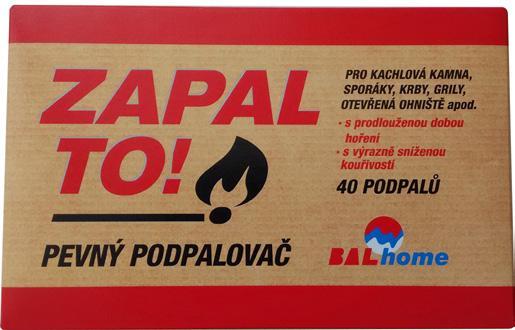 ZAPAL
TO!
PEVNÝ PODPALOVAČ
PRO KACHLOVÁ KAMNA,
SPORÁKY, KRBY, GRILY,
OTEVŘENÁ OHNIŠTĚ apod.
• s prodlouženou dobou
hoření
• s výrazně sníženou
kouřivostí
40 PODPALŮ
BALhome